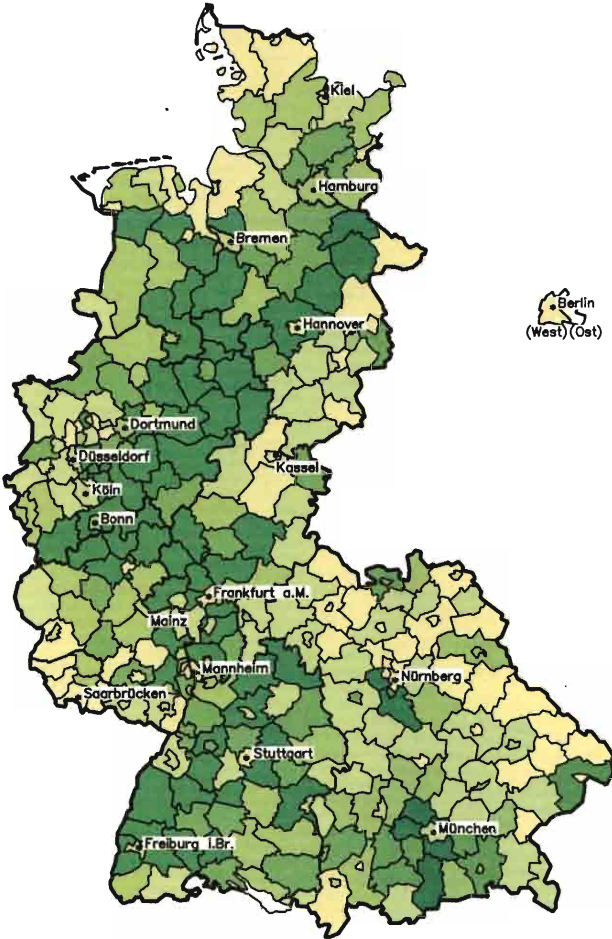 Kiel
Hamburg
Bremen
Berlin
Hannover
(West)(Ost)
Dortmund
Düsseldorf
Kassel
Köln
Bonn
Frankfurt a.M.
Mainz
Mannheim
Nürnberg
Saarbrücken
Stuttgart
München
Freiburg i.Br.